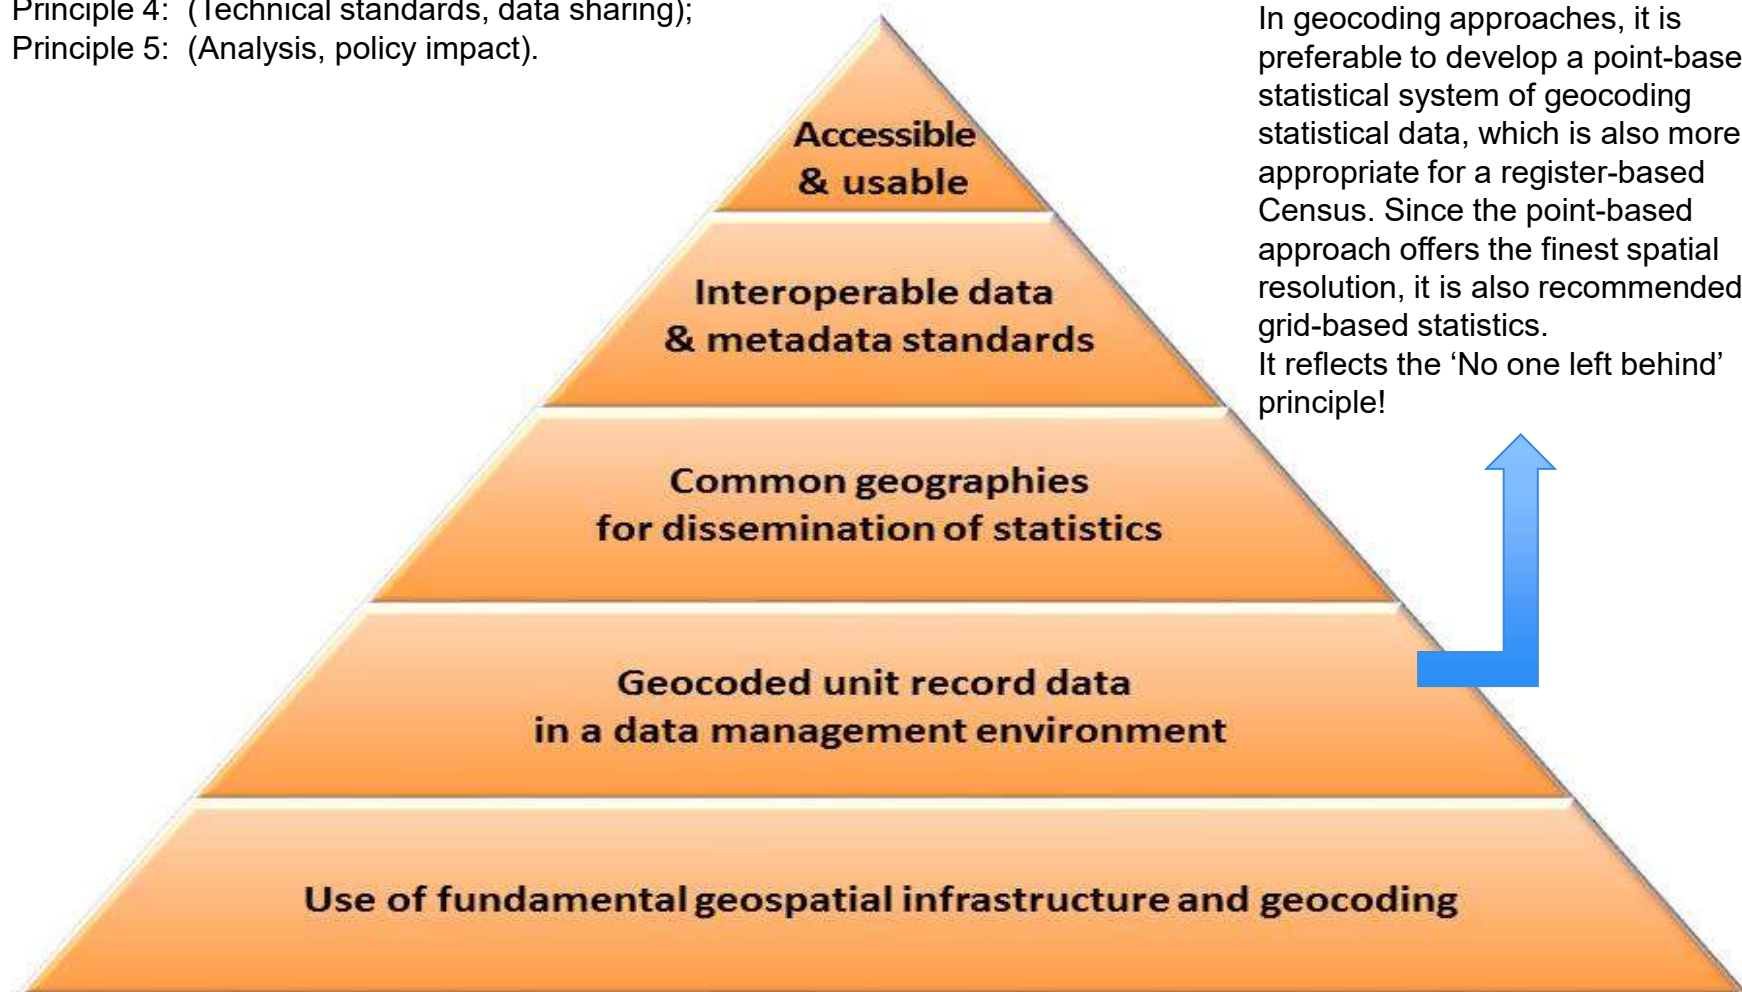 Principle 4: (Technical standards, data sharing);
Principle 5: (Analysis, policy impact).
In geocoding approaches, it is
preferable to develop a point-base
statistical system of geocoding
statistical data, which is also more
appropriate for a register-based
Census. Since the point-based
approach offers the finest spatial
resolution, it is also recommended
grid-based statistics.
It reflects the ‘No one left behind’
principle!
Accessible
& usable
Interoperable data
& metadata standards
Common geographies
for dissemination of statistics
Geocoded unit record data
in a data management environment
Use of fundamental geospatial infrastructure and geocoding